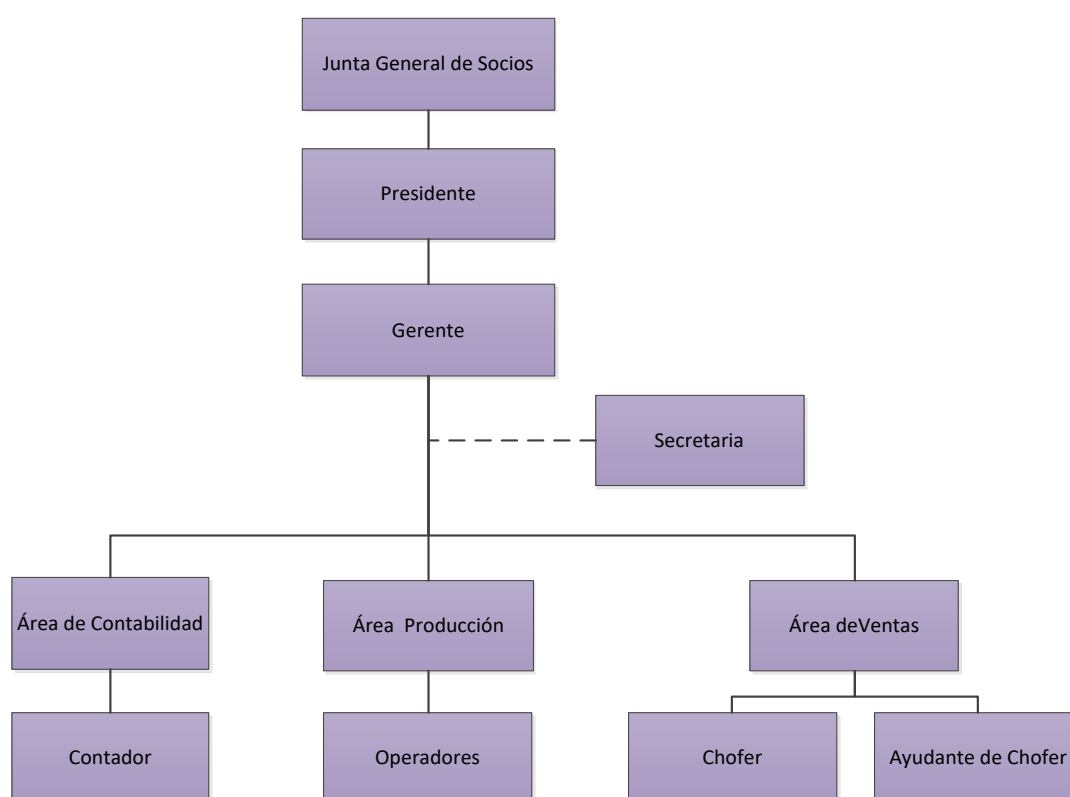 Junta General de Socios
Presidente
Gerente
Secretaria
Área de Contabilidad
Área  Producción
Área deVentas
Contador
Operadores
Chofer
Ayudante de Chofer